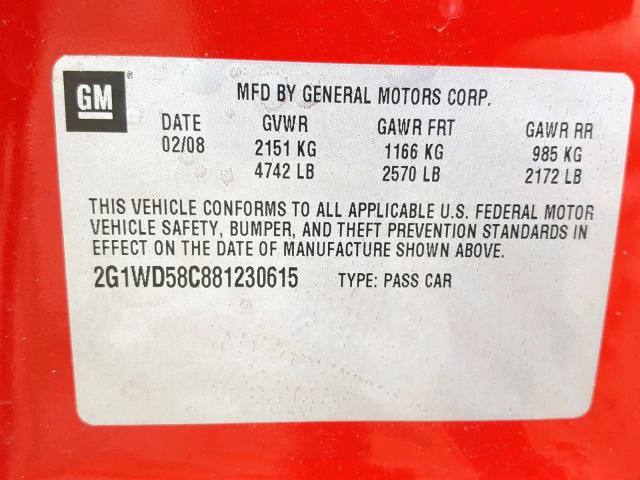 GM
MFD BY GENERAL MOTORS CORP.
DATE GVWR GAWR FRT GAWR RR
02/08 2151 KG 1166 KG 985 KG
4742 LB 2570 LB 2172 LB
THIS VEHICLE CONFORMS TO ALL APPLICABLE U.S. FEDERAL MOTOR
VEHICLE SAFETY, BUMPER, AND THEFT PREVENTION STANDARDS IN
EFFECT ON THE DATE OF MANUFACTURE SHOWN ABOVE.
2G1WD58C881230615 TYPE: PASS CAR